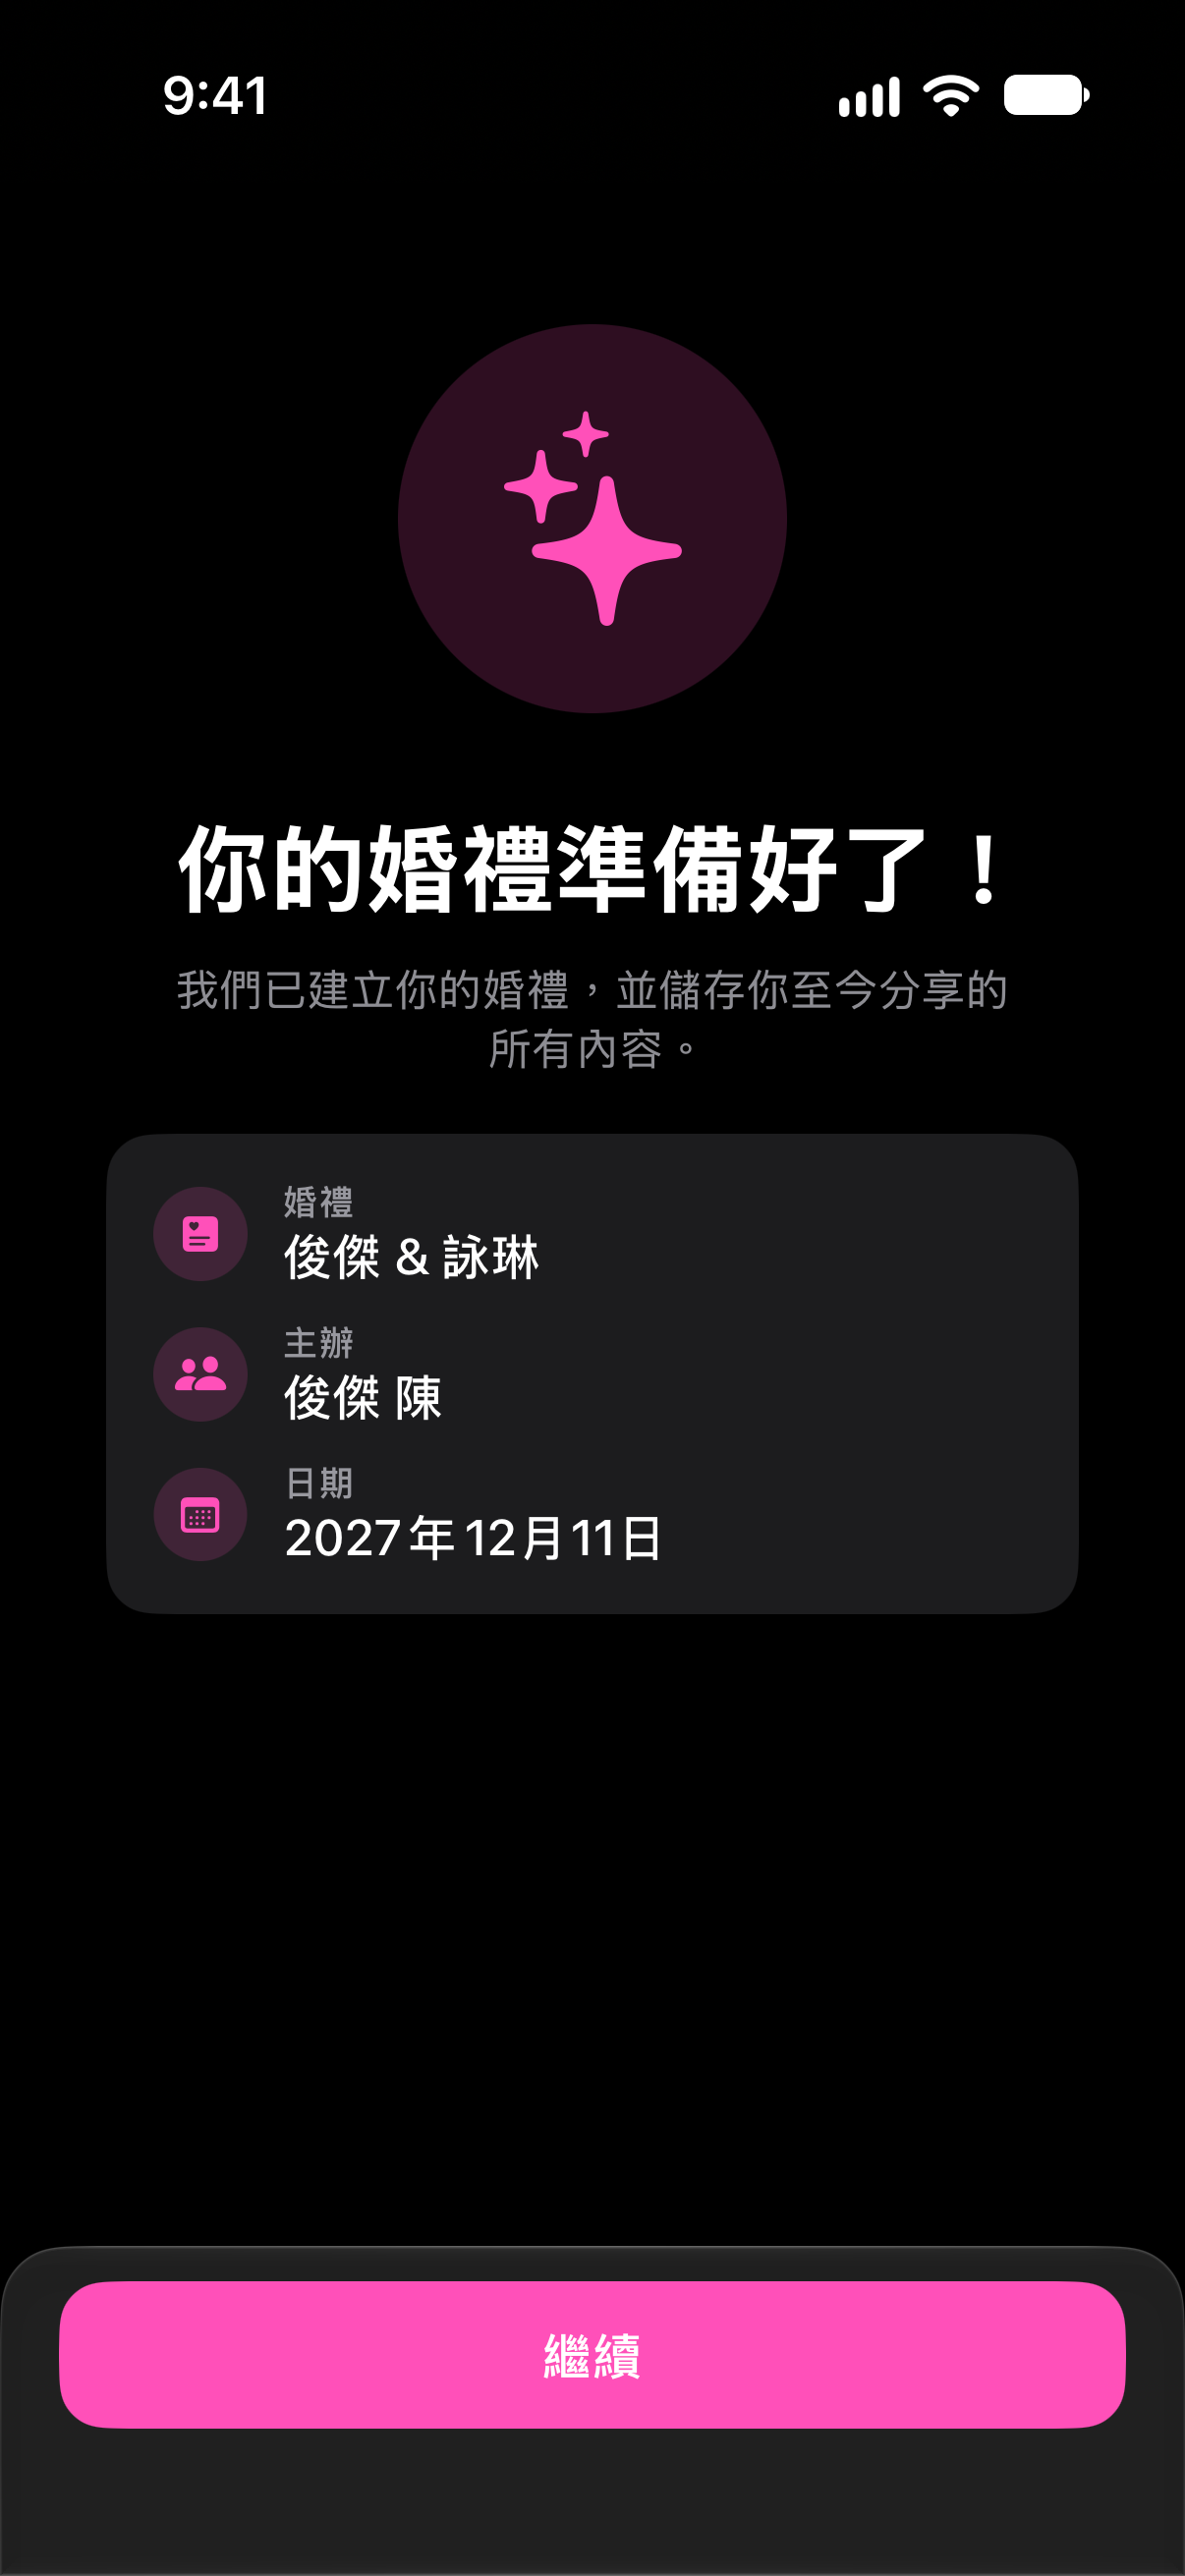 9:41
你的婚禮準備好了！
我們已建立你的婚禮，並儲存你至今分享的
所有內容。
婚禮
俊傑 & 詠琳
主辦
俊傑 陳
日期
2027年12月11日
繼續